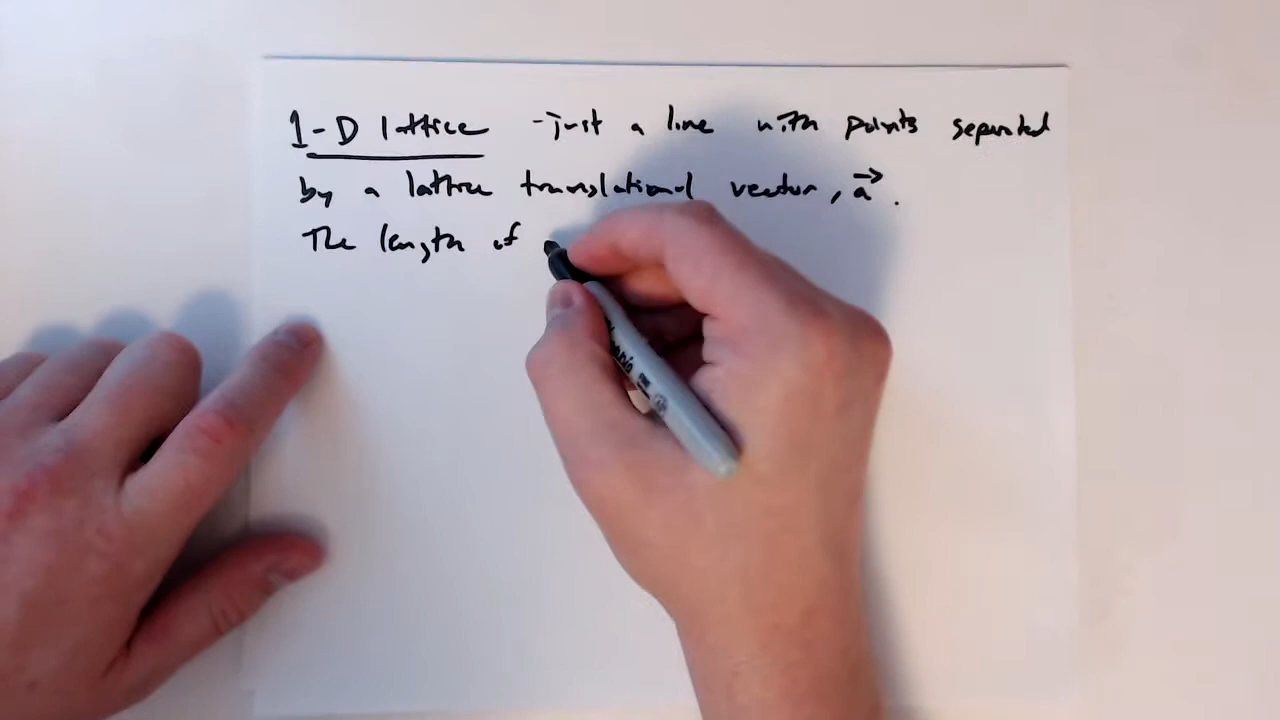 1-D lattice - just a line with points separated
by a lattice translational vector, a⃗.
The length of